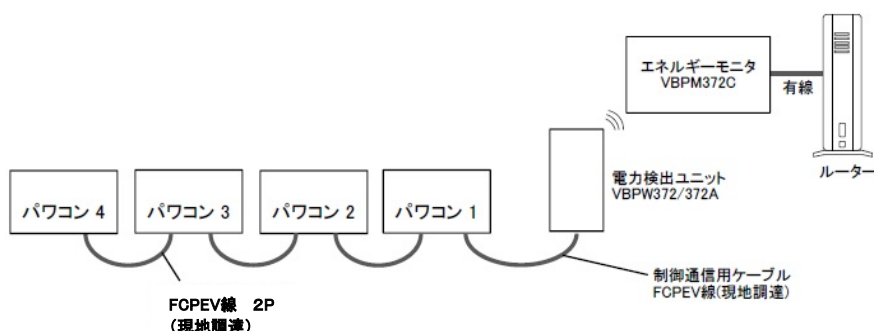 エネルギーモニタ
VBPM372C
有線
ルーター
電力検出ユニット
VBPW372/372A
パワコン 4
パワコン 3
パワコン 2
パワコン 1
制御通信用ケーブル
FCPEV線(現地調達)
FCPEV線 2P
(現地調達)